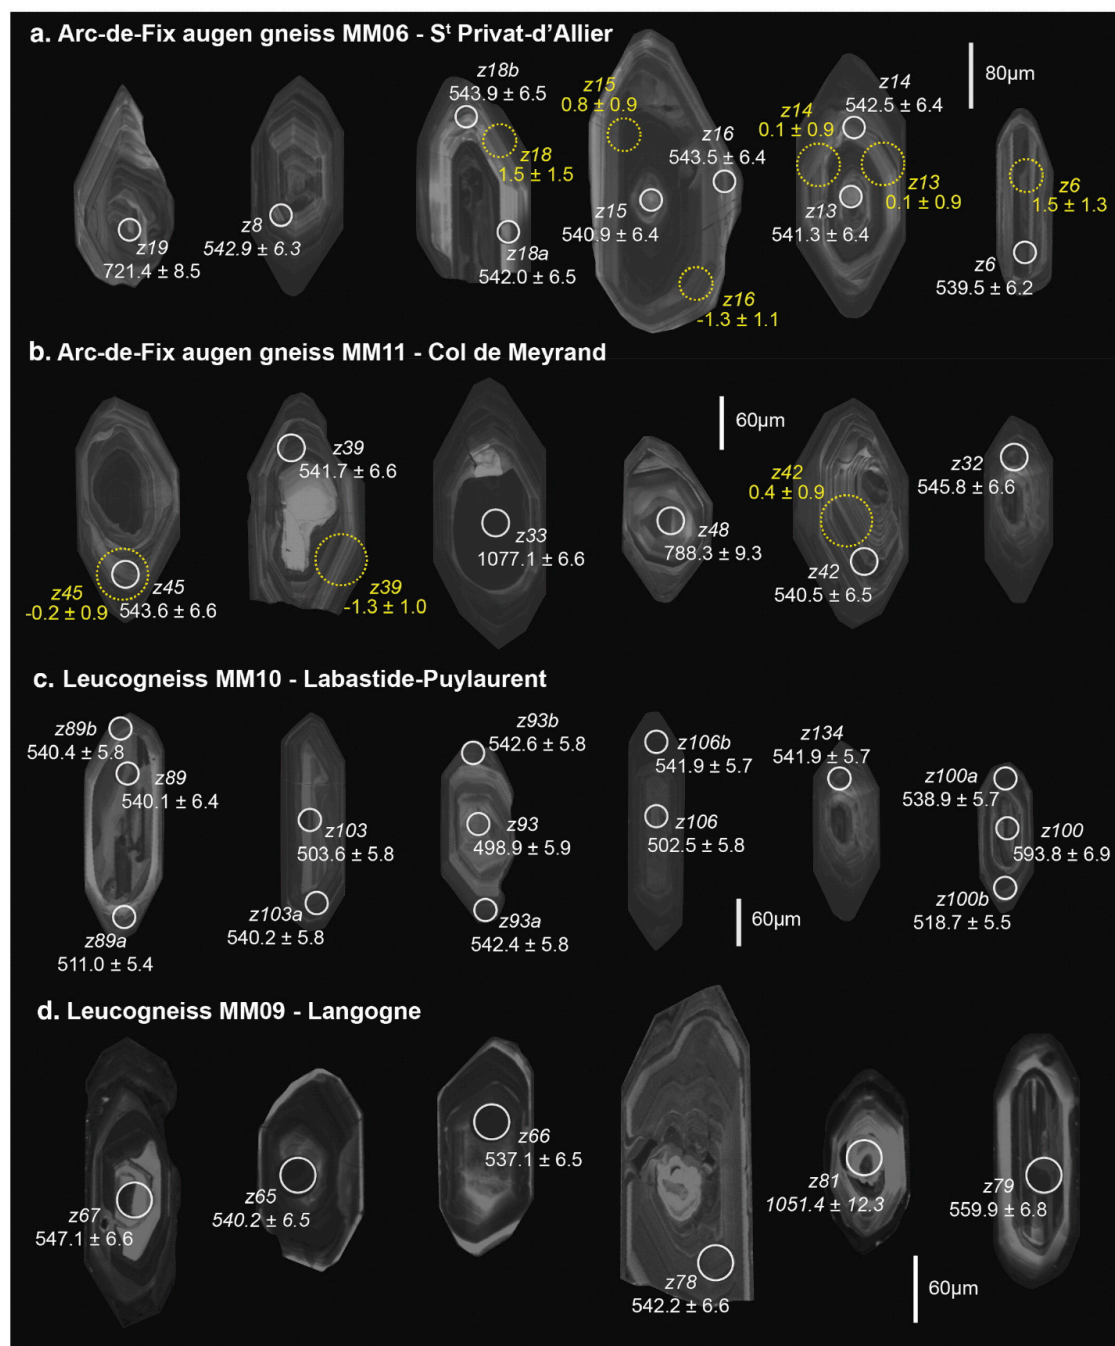 a. Arc-de-Fix augen gneiss MM06 - Sᵗ Privat-d'Allier
z19
721.4 ± 8.5
z8
542.9 ± 6.3
z18b
543.9 ± 6.5
z18
1.5 ± 1.5
z18a
542.0 ± 6.5
z15
0.8 ± 0.9
z16
543.5 ± 6.4
z15
540.9 ± 6.4
z16
-1.3 ± 1.1
z14
542.5 ± 6.4
z14
0.1 ± 0.9
z13
0.1 ± 0.9
z13
541.3 ± 6.4
80µm
z6
1.5 ± 1.3
z6
539.5 ± 6.2
b. Arc-de-Fix augen gneiss MM11 - Col de Meyrand
z45
-0.2 ± 0.9
z45
543.6 ± 6.6
z39
541.7 ± 6.6
z39
-1.3 ± 1.0
z33
1077.1 ± 6.6
z48
788.3 ± 9.3
60µm
z42
0.4 ± 0.9
z42
540.5 ± 6.5
z32
545.8 ± 6.6
c. Leucogneiss MM10 - Labastide-Puylaurent
z89b
540.4 ± 5.8
z89
540.1 ± 6.4
z89a
511.0 ± 5.4
z103
503.6 ± 5.8
z103a
540.2 ± 5.8
z93b
542.6 ± 5.8
z93
498.9 ± 5.9
z93a
542.4 ± 5.8
z106b
541.9 ± 5.7
z106
502.5 ± 5.8
60µm
z134
541.9 ± 5.7
z100a
538.9 ± 5.7
z100
593.8 ± 6.9
z100b
518.7 ± 5.5
d. Leucogneiss MM09 - Langogne
z67
547.1 ± 6.6
z65
540.2 ± 6.5
z66
537.1 ± 6.5
z78
542.2 ± 6.6
z81
1051.4 ± 12.3
z79
559.9 ± 6.8
60µm